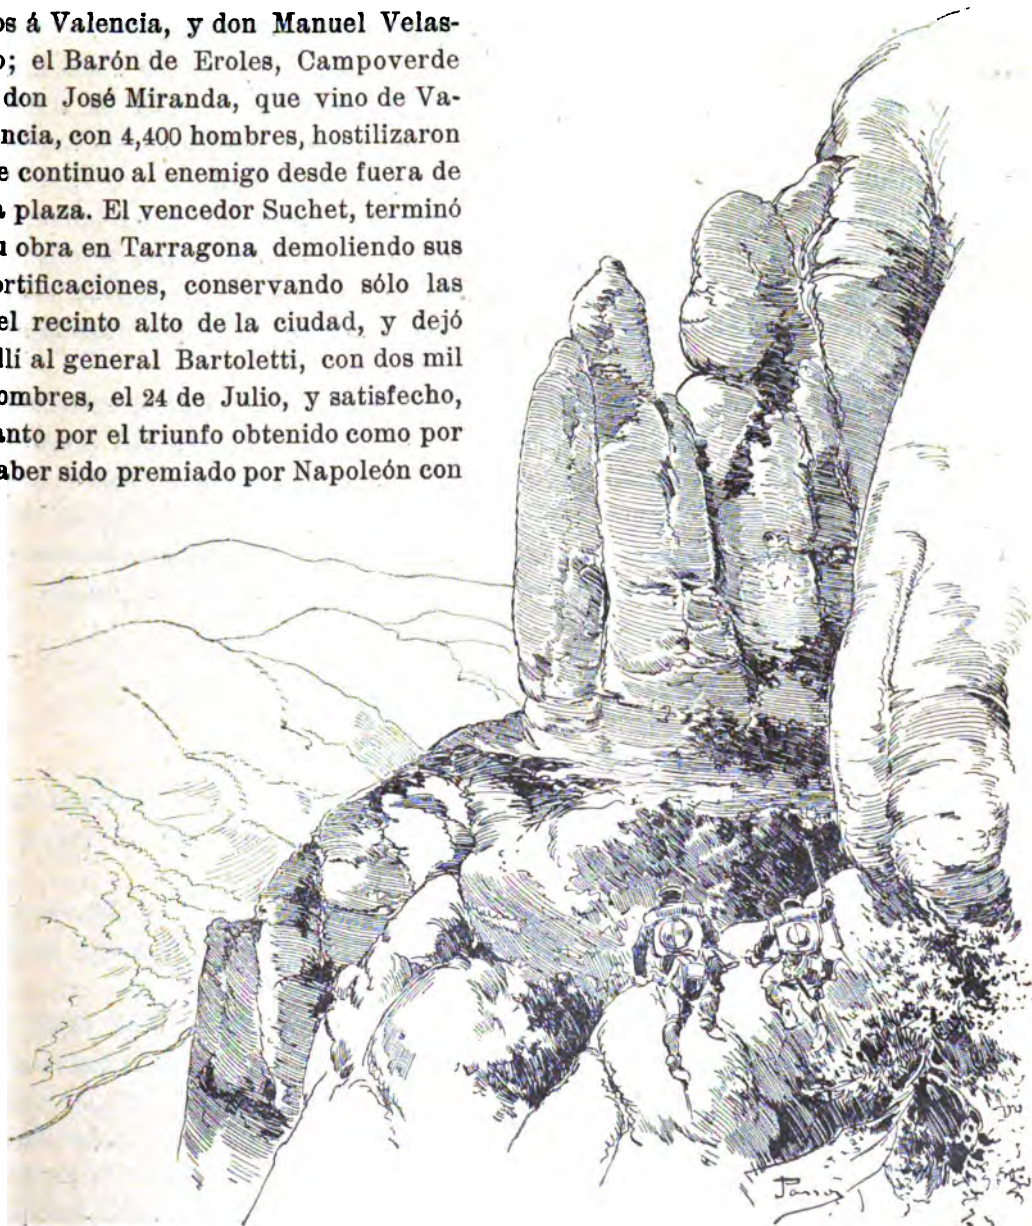 os á Valencia, y don Manuel Velas-
o; el Barón de Eroles, Campoverde
don José Miranda, que vino de Va-
ncia, con 4,400 hombres, hostilizaron
e continuo al enemigo desde fuera de
a plaza. El vencedor Suchet, terminó
u obra en Tarragona demoliendo sus
ortificaciones, conservando sólo las
el recinto alto de la ciudad, y dejó
llí al general Bartoletti, con dos mil
ombres, el 24 de Julio, y satisfecho,
anto por el triunfo obtenido como por
aber sido premiado por Napoleón con